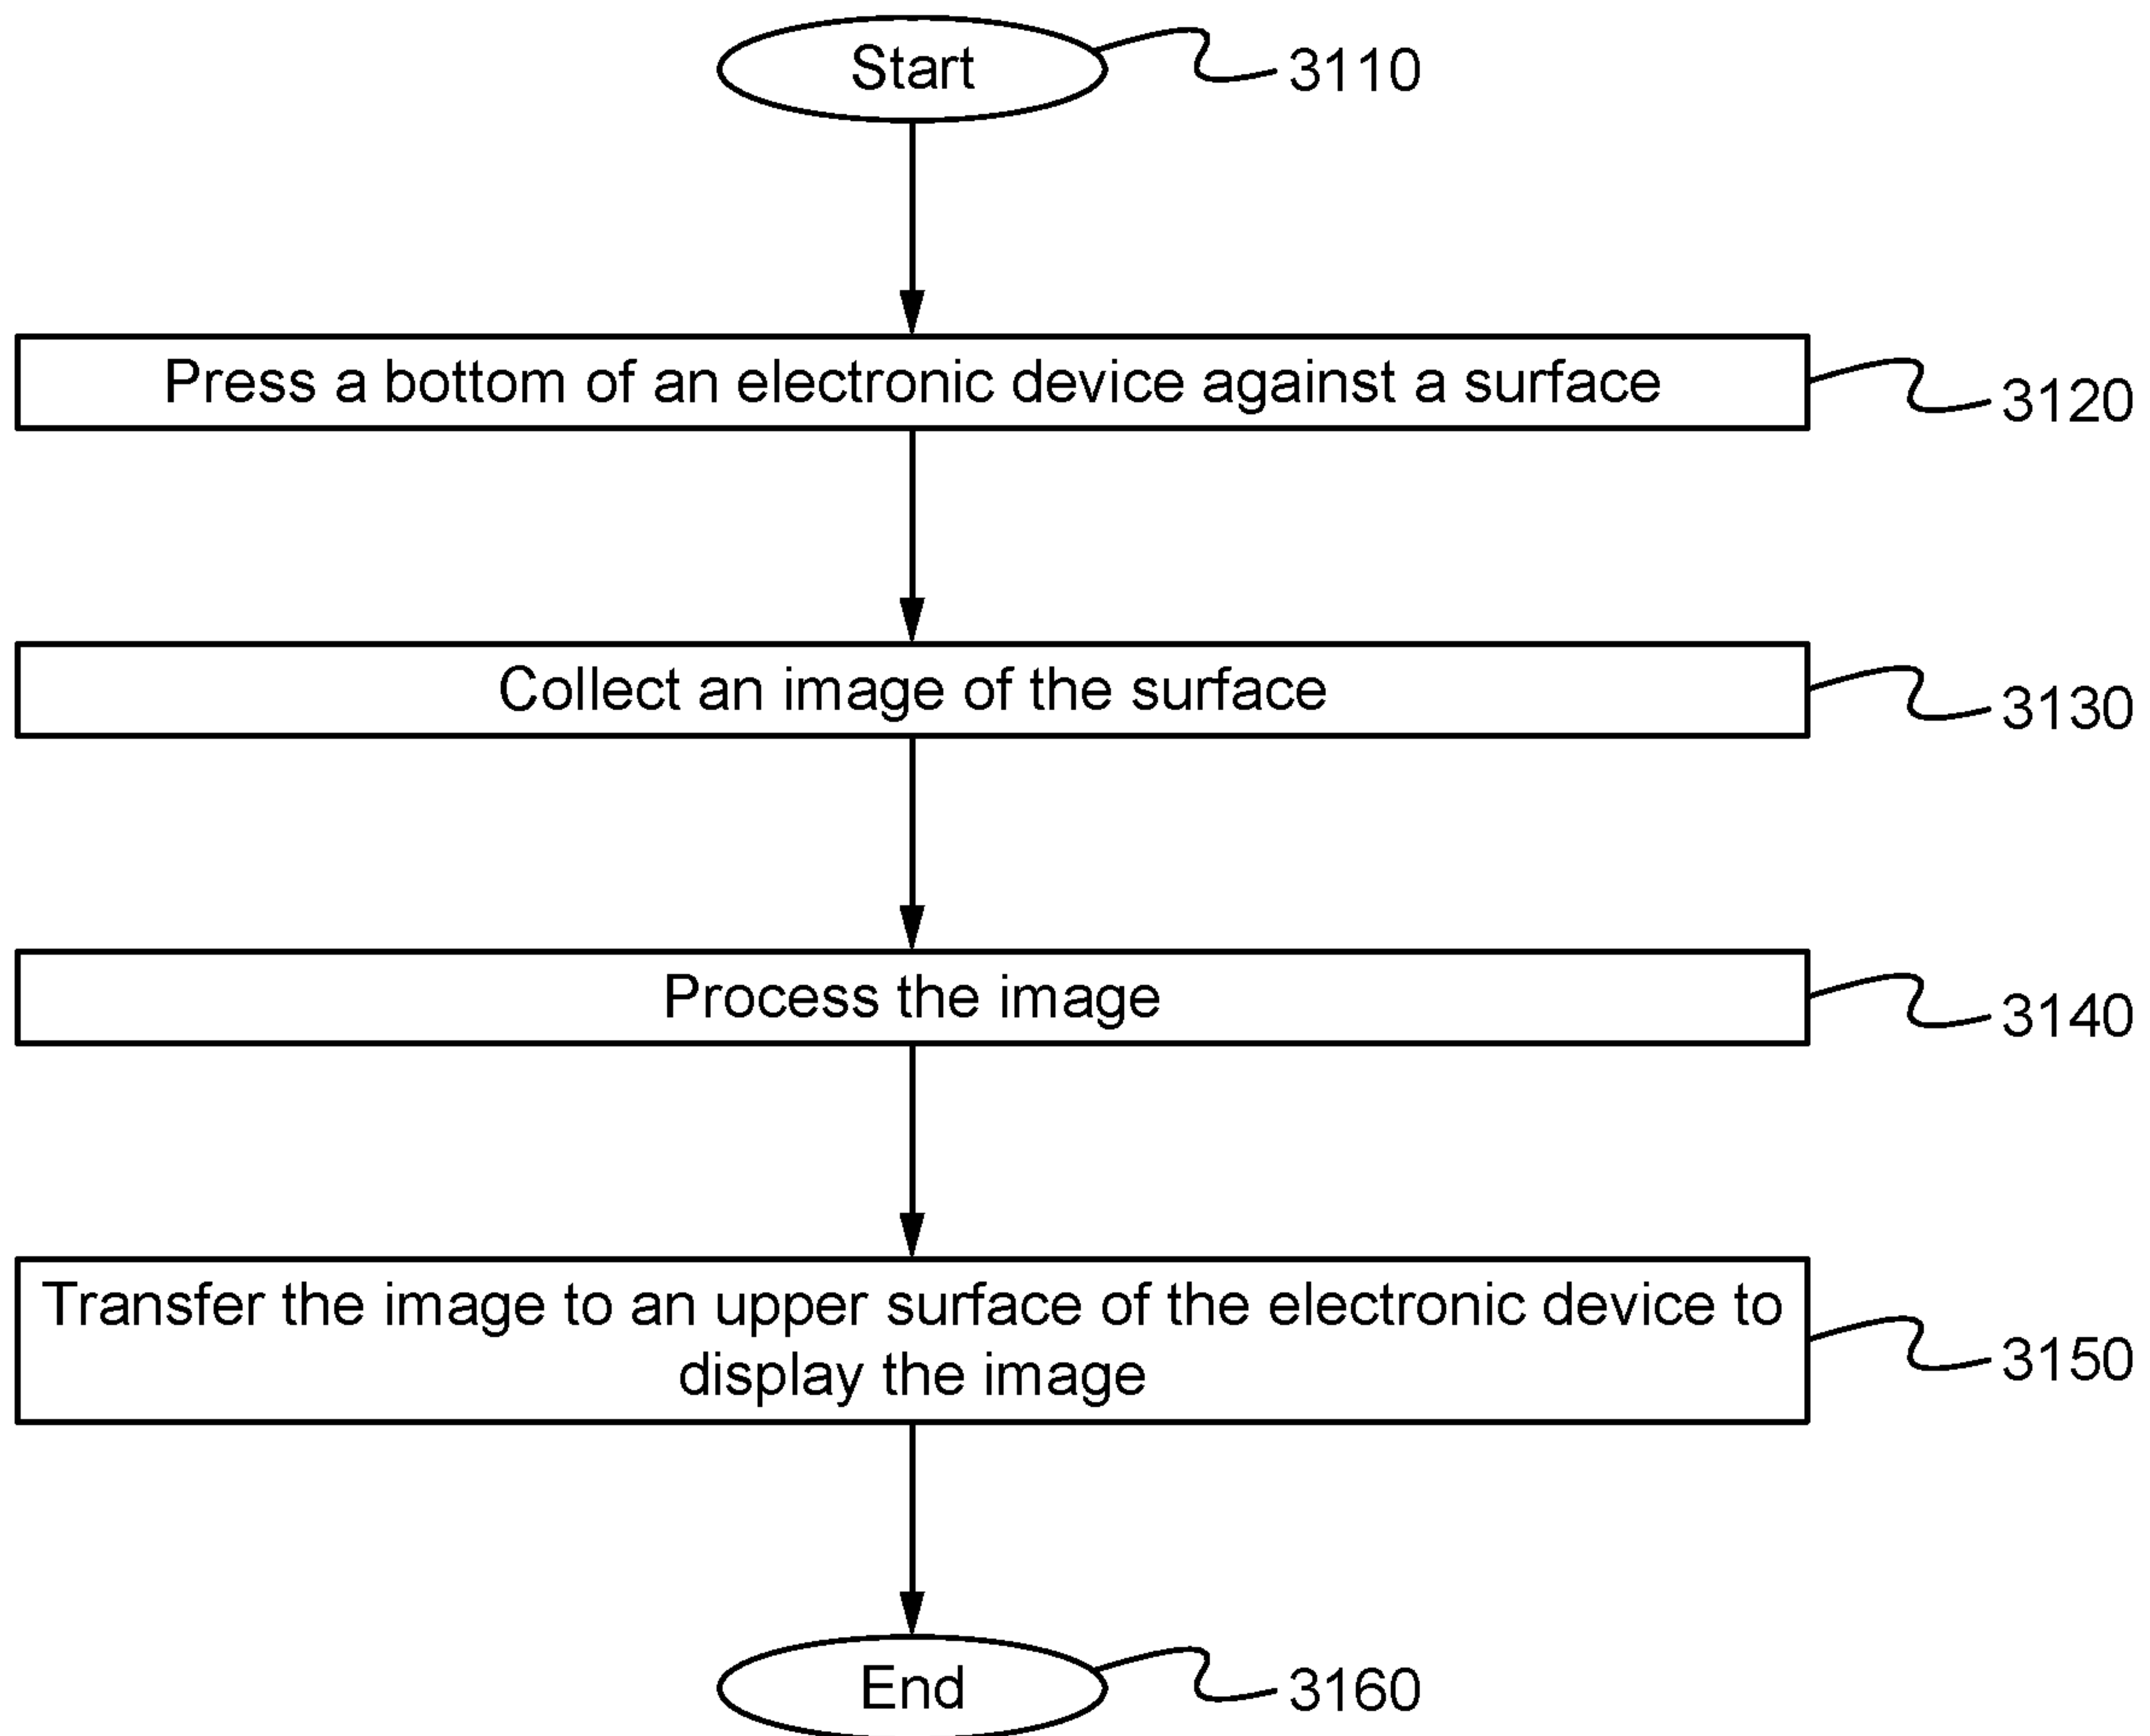 Start
3110
Press a bottom of an electronic device against a surface
3120
Collect an image of the surface
3130
Process the image
3140
Transfer the image to an upper surface of the electronic device to
display the image
3150
End
3160